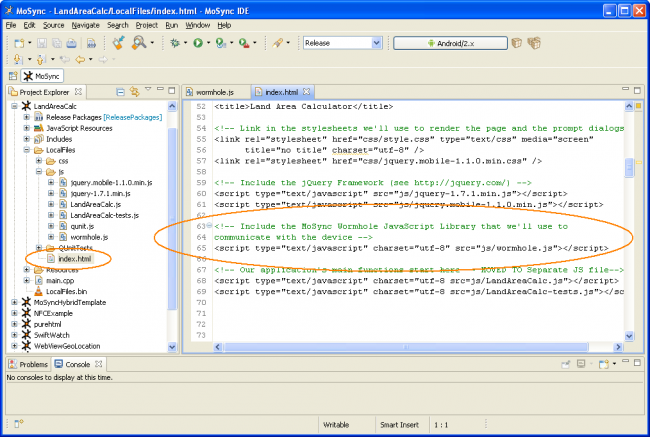 MoSync - LandAreaCalc/LocalFiles/index.html - MoSync IDE
File Edit Source Navigate Search Project Run Window Help
Release
Android/2.x
MoSync
Project Explorer
wormhole.js
index.html
LandAreaCalc
Release Packages [ReleasePackages]
JavaScript Resources
Includes
LocalFiles
css
js
jquery.mobile-1.1.0.min.js
jquery-1.7.1.min.js
LandAreaCalc.js
LandAreaCalc-tests.js
qunit.js
wormhole.js
QUnitTests
index.html
Resources
main.cpp
LocalFiles.bin
MoSyncHybridTemplate
NFCExample
purehtml
SwiftWatch
WebViewGeoLocation
52 <title>Land Area Calculator</title>
53
54 <!-- Link in the stylesheets we'll use to render the page and the prompt dialogs
55 <link rel="stylesheet" href="css/style.css" type="text/css" media="screen"
56 title="no title" charset="utf-8" />
57 <link rel="stylesheet" href="css/jquery.mobile-1.1.0.min.css" />
58
59 <!-- Include the jQuery Framework (see http://jquery.com/) -->
60 <script type="text/javascript" src="js/jquery-1.7.1.min.js"></script>
61 <script type="text/javascript" src="js/jquery.mobile-1.1.0.min.js"></script>
62
63 <!-- Include the MoSync Wormhole JavaScript Library that we'll use to
64 communicate with the device -->
65 <script type="text/javascript" charset="utf-8" src="js/wormhole.js"></script>
66
67 <!-- Our application's main functions start here -- MOVED TO Separate JS file-->
68 <script type="text/javascript" charset="utf-8 src=js/LandAreaCalc.js"></script>
69 <script type="text/javascript" charset="utf-8 src=js/LandAreaCalc-tests.js"></sc
70
71
72
73
Problems
Console
No consoles to display at this time.
Writable
Smart Insert
1 : 1